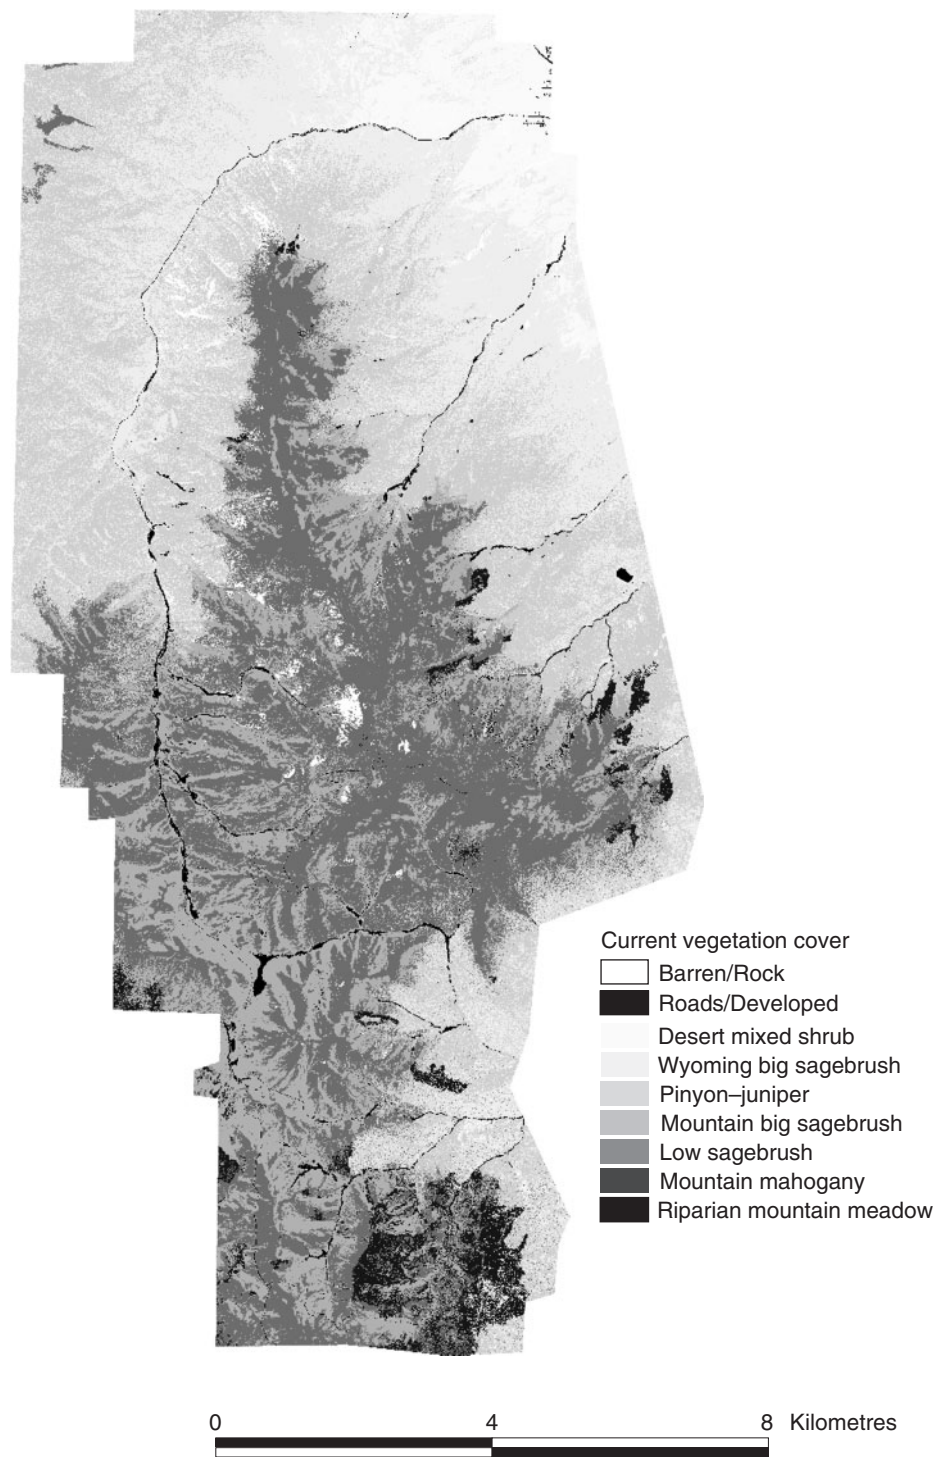 Current vegetation cover
Barren/Rock
Roads/Developed
Desert mixed shrub
Wyoming big sagebrush
Pinyon–juniper
Mountain big sagebrush
Low sagebrush
Mountain mahogany
Riparian mountain meadow
0 4 8 Kilometres